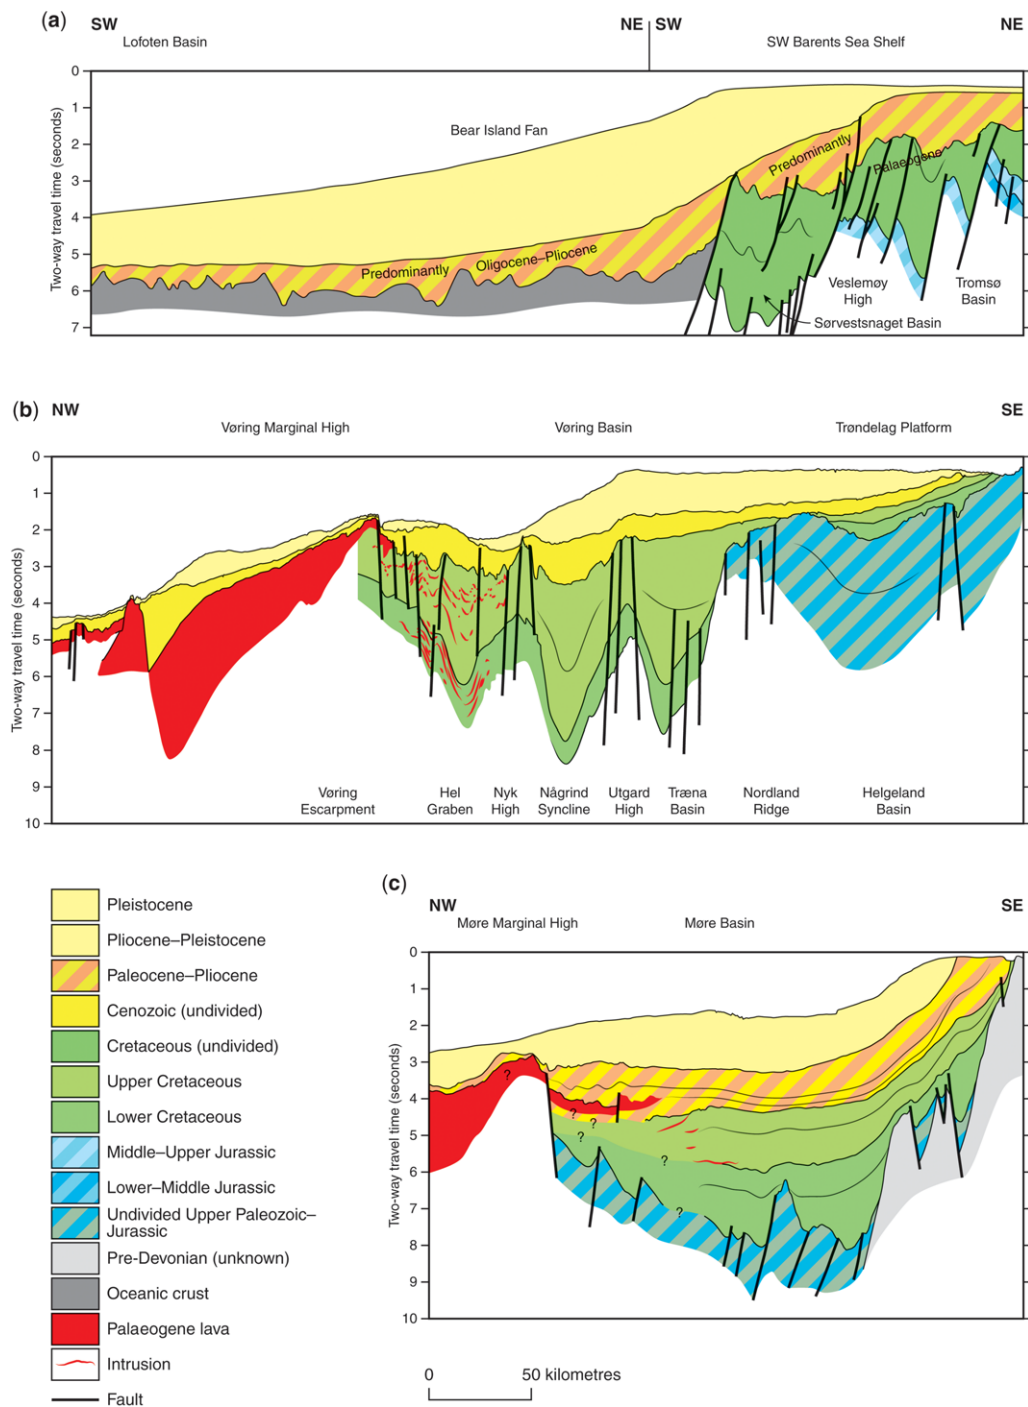 (a) SW NE SW NE
Lofoten Basin SW Barents Sea Shelf
0
1
2
3
4
5
6
7
Two-way travel time (seconds)
Bear Island Fan
Predominantly
Palaeogene
Predominantly
Oligocene–Pliocene
Veslemøy
High
Tromsø
Basin
Sørvestsnaget Basin
(b) NW SE
Vøring Marginal High Vøring Basin Trøndelag Platform
0
1
2
3
4
5
6
7
8
9
10
Two-way travel time (seconds)
Vøring
Escarpment
Hel
Graben
Nyk
High
Någrind
Syncline
Utgard
High
Træna
Basin
Nordland
Ridge
Helgeland
Basin
(c)
NW SE
Møre Marginal High Møre Basin
0
1
2
3
4
5
6
7
8
9
10
Two-way travel time (seconds)
?
?
?
?
?
?
Pleistocene
Pliocene–Pleistocene
Paleocene–Pliocene
Cenozoic (undivided)
Cretaceous (undivided)
Upper Cretaceous
Lower Cretaceous
Middle–Upper Jurassic
Lower–Middle Jurassic
Undivided Upper Paleozoic–
Jurassic
Pre-Devonian (unknown)
Oceanic crust
Palaeogene lava
Intrusion
Fault
0 50 kilometres